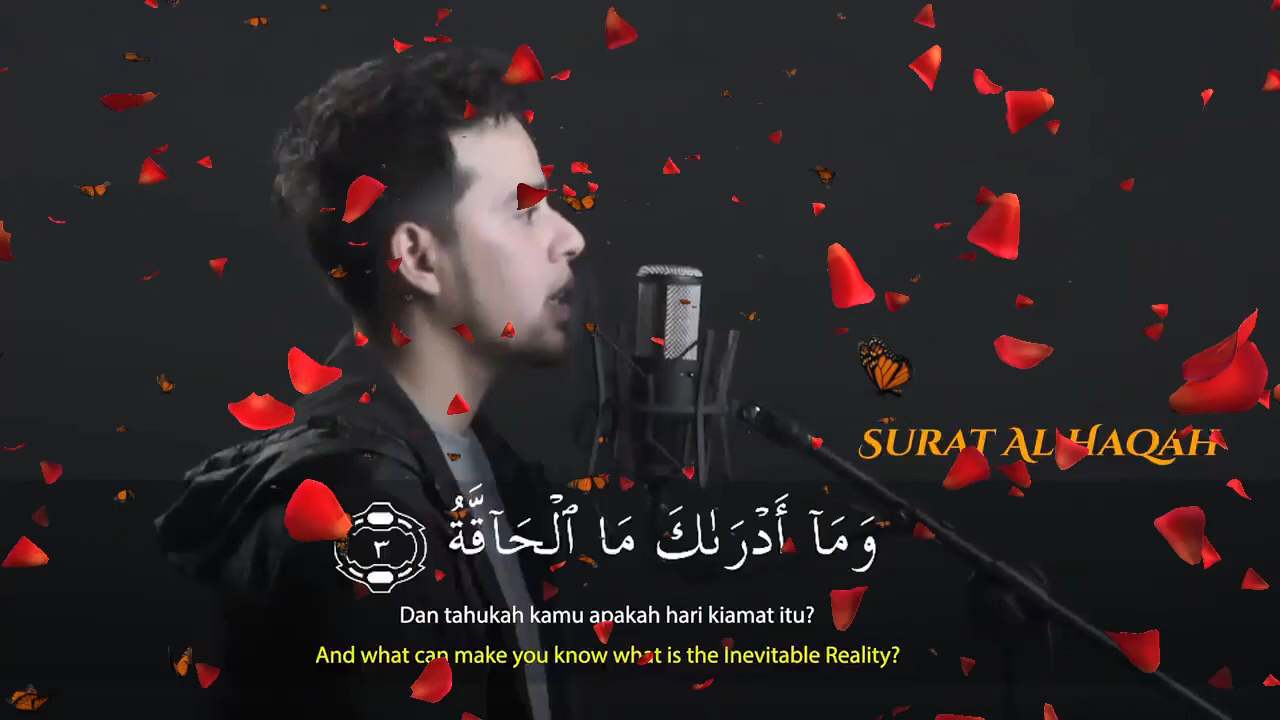 SURAT AL HAQAH
وَمَآ أَدْرَىٰكَ مَا ٱلْحَآقَّةُ ٣
Dan tahukah kamu apakah hari kiamat itu?
And what can make you know what is the Inevitable Reality?